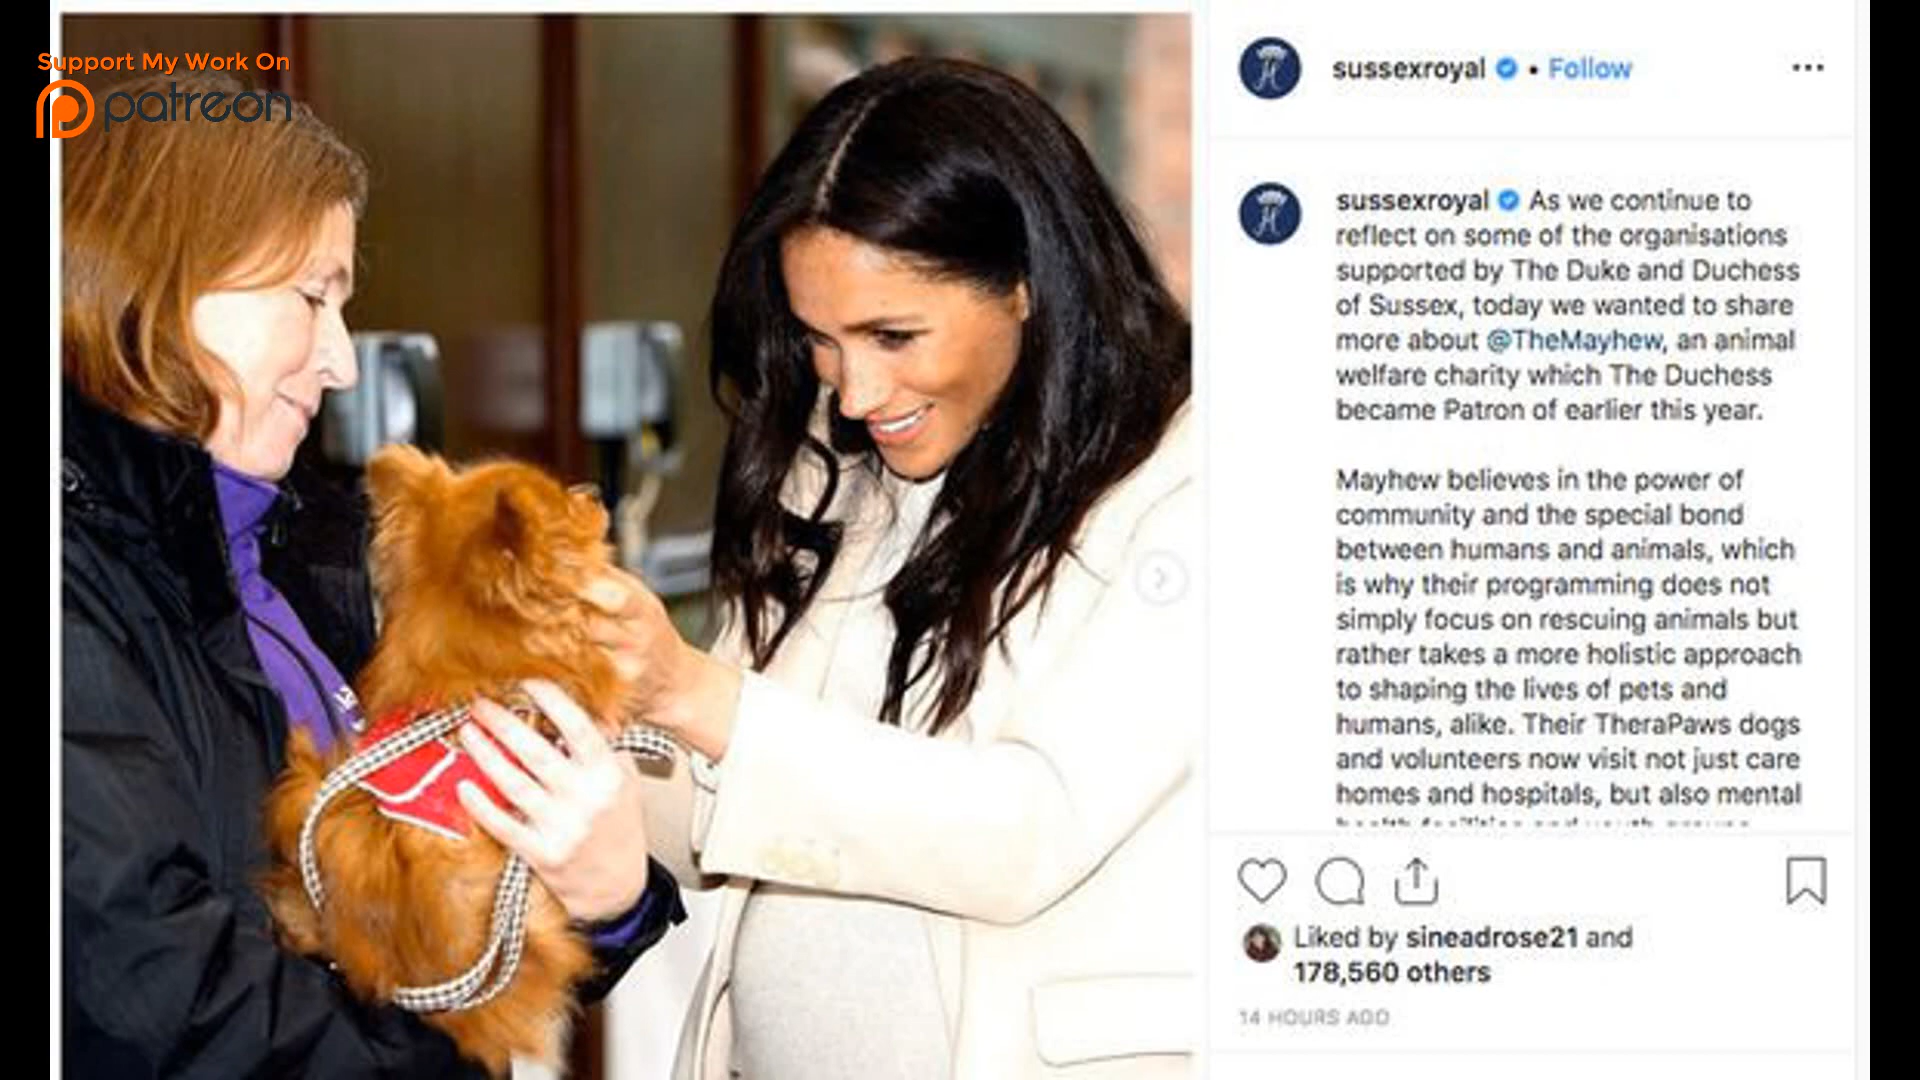 Support My Work On
patreon
sussexroyal • Follow
sussexroyal As we continue to
reflect on some of the organisations
supported by The Duke and Duchess
of Sussex, today we wanted to share
more about @TheMayhew, an animal
welfare charity which The Duchess
became Patron of earlier this year.
Mayhew believes in the power of
community and the special bond
between humans and animals, which
is why their programming does not
simply focus on rescuing animals but
rather takes a more holistic approach
to shaping the lives of pets and
humans, alike. Their TheraPaws dogs
and volunteers now visit not just care
homes and hospitals, but also mental
Liked by sineadrose21 and
178,560 others
14 HOURS AGO